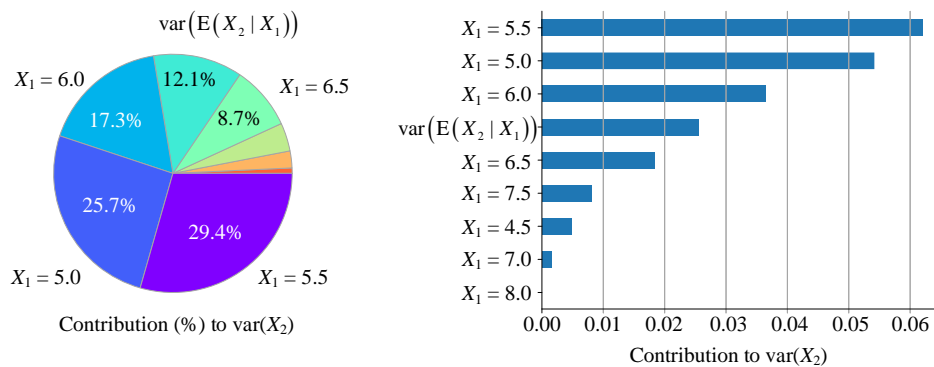 var(E(X₂ | X₁))
X₁ = 6.0
12.1%
X₁ = 6.5
17.3%
8.7%
25.7%
29.4%
X₁ = 5.0
X₁ = 5.5
Contribution (%) to var(X₂)
X₁ = 5.5
X₁ = 5.0
X₁ = 6.0
var(E(X₂ | X₁))
X₁ = 6.5
X₁ = 7.5
X₁ = 4.5
X₁ = 7.0
X₁ = 8.0
0.00 0.01 0.02 0.03 0.04 0.05 0.06
Contribution to var(X₂)